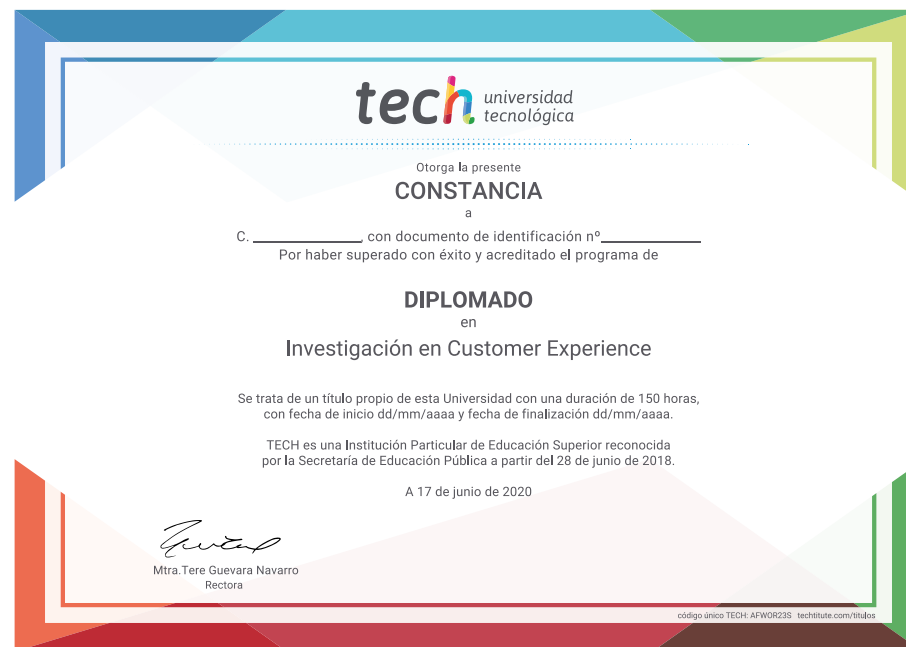 tech universidad
tecnológica
Otorga la presente
CONSTANCIA
a
C. ____________, con documento de identificación nº____________
Por haber superado con éxito y acreditado el programa de
DIPLOMADO
en
Investigación en Customer Experience
Se trata de un título propio de esta Universidad con una duración de 150 horas,
con fecha de inicio dd/mm/aaaa y fecha de finalización dd/mm/aaaa.
TECH es una Institución Particular de Educación Superior reconocida
por la Secretaría de Educación Pública a partir del 28 de junio de 2018.
A 17 de junio de 2020
Mtra.Tere Guevara Navarro
Rectora
código único TECH: AFWOR23S techtitute.com/titulos